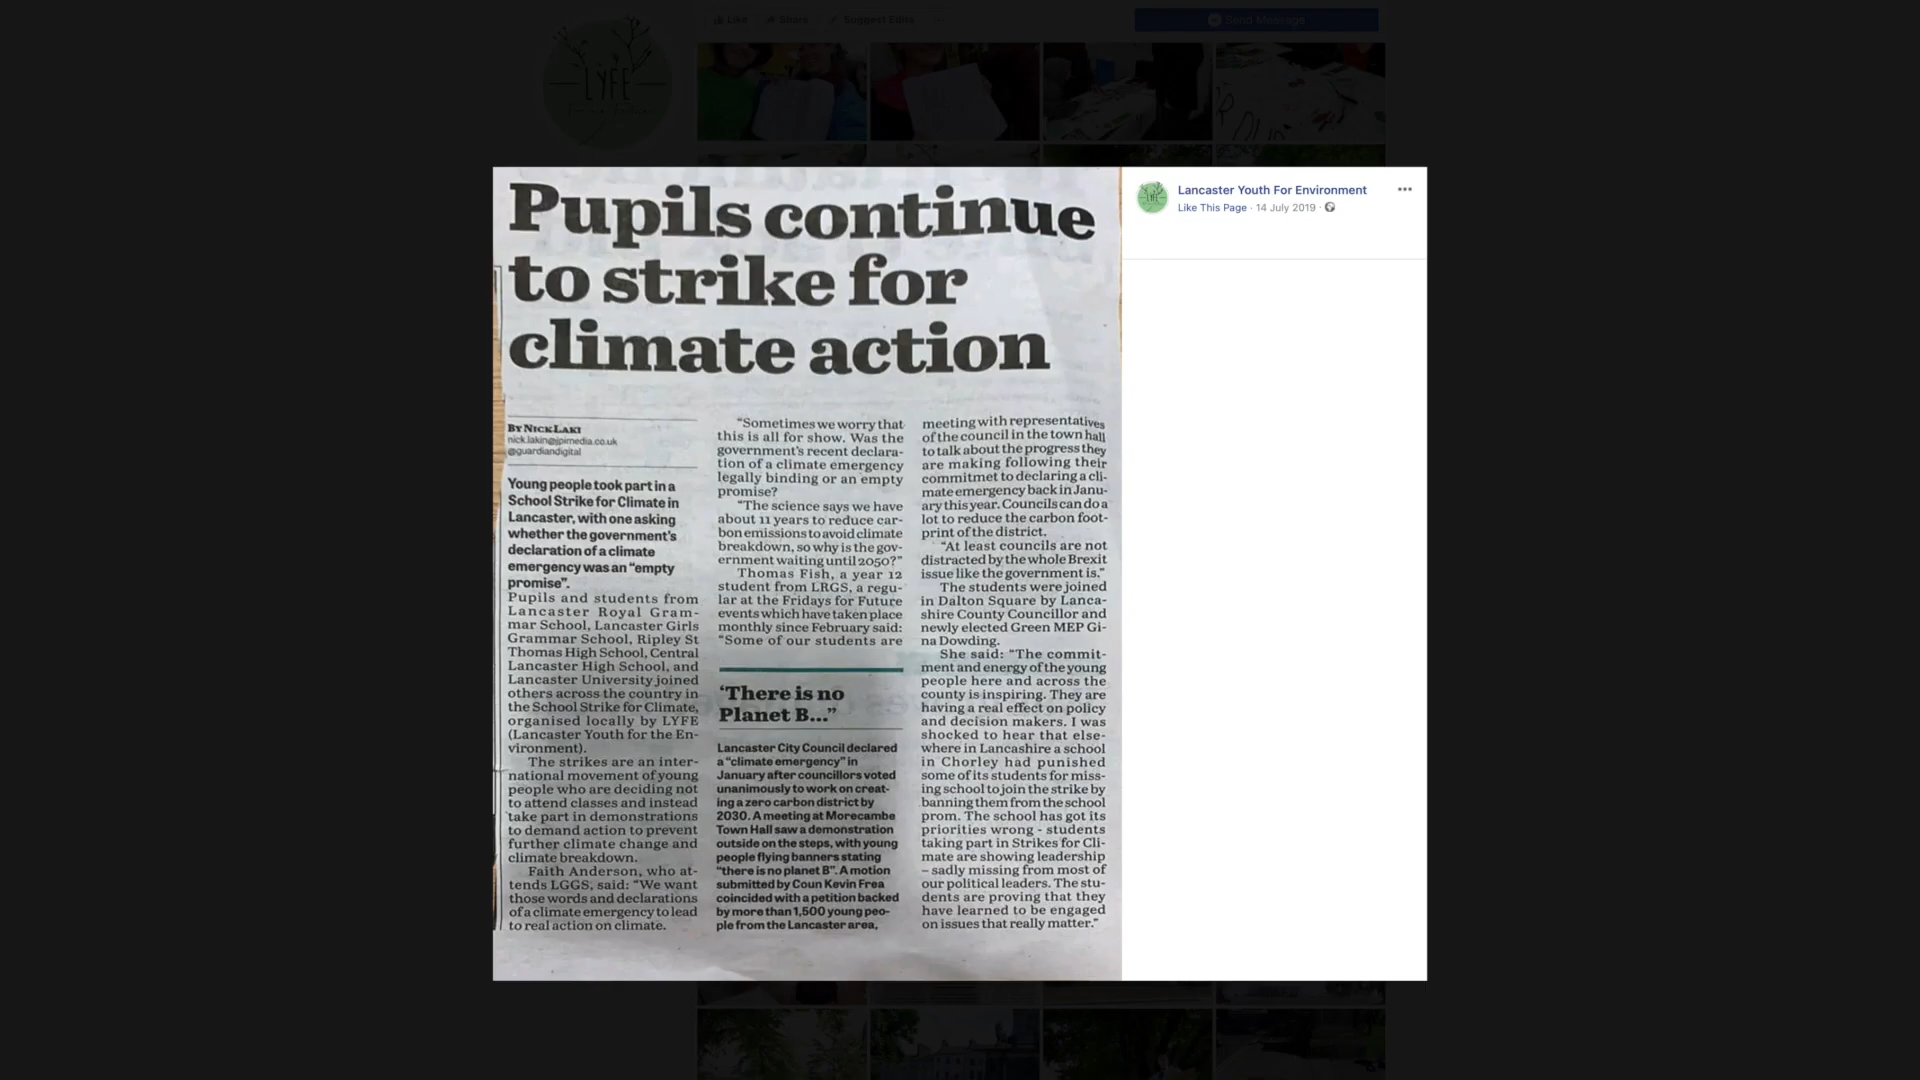 Like Share Suggest Edits
Send Message
LYFE
Pupils continue
to strike for
climate action
BY NICK LAKI
nick.lakin@jpimedia.co.uk
@guardiandigital
Young people took part in a
School Strike for Climate in
Lancaster, with one asking
whether the government's
declaration of a climate
emergency was an "empty
promise".
Pupils and students from
Lancaster Royal Gram-
mar School, Lancaster Girls
Grammar School, Ripley St
Thomas High School, Central
Lancaster High School, and
Lancaster University joined
others across the country in
the School Strike for Climate,
organised locally by LYFE
(Lancaster Youth for the En-
vironment).
The strikes are an inter-
national movement of young
people who are deciding not
to attend classes and instead
take part in demonstrations
to demand action to prevent
further climate change and
climate breakdown.
Faith Anderson, who at-
tends LGGS, said: "We want
those words and declarations
of a climate emergency to lead
to real action on climate.
"Sometimes we worry that
this is all for show. Was the
government's recent declara-
tion of a climate emergency
legally binding or an empty
promise?
"The science says we have
about 11 years to reduce car-
bon emissions to avoid climate
breakdown, so why is the gov-
ernment waiting until 2050?"
Thomas Fish, a year 12
student from LRGS, a regu-
lar at the Fridays for Future
events which have taken place
monthly since February said:
"Some of our students are
'There is no
Planet B..."
Lancaster City Council declared
a "climate emergency" in
January after councillors voted
unanimously to work on creat-
ing a zero carbon district by
2030. A meeting at Morecambe
Town Hall saw a demonstration
outside on the steps, with young
people flying banners stating
"there is no planet B". A motion
submitted by Coun Kevin Frea
coincided with a petition backed
by more than 1,500 young peo-
ple from the Lancaster area,
meeting with representatives
of the council in the town hall
to talk about the progress they
are making following their
commitmet to declaring a cli-
mate emergency back in Janu-
ary this year. Councils can do a
lot to reduce the carbon foot-
print of the district.
"At least councils are not
distracted by the whole Brexit
issue like the government is."
The students were joined
in Dalton Square by Lanca-
shire County Councillor and
newly elected Green MEP Gi-
na Dowding.
She said: "The commit-
ment and energy of the young
people here and across the
county is inspiring. They are
having a real effect on policy
and decision makers. I was
shocked to hear that else-
where in Lancashire a school
in Chorley had punished
some of its students for miss-
ing school to join the strike by
banning them from the school
prom. The school has got its
priorities wrong - students
taking part in Strikes for Cli-
mate are showing leadership
– sadly missing from most of
our political leaders. The stu-
dents are proving that they
have learned to be engaged
on issues that really matter."
Lancaster Youth For Environment
Like This Page · 14 July 2019 ·